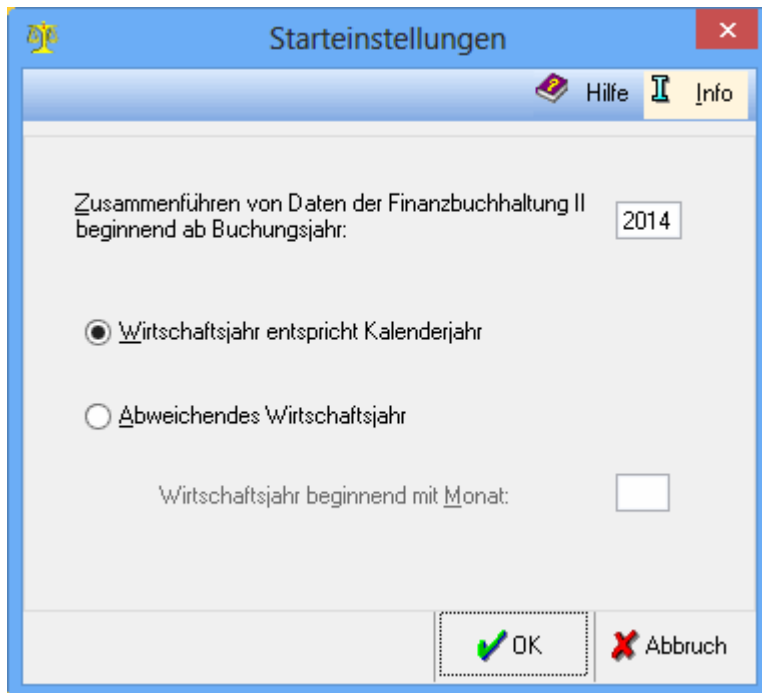 Starteinstellungen
Hilfe
Info
Zusammenführen von Daten der Finanzbuchhaltung II
beginnend ab Buchungsjahr:
2014
Wirtschaftsjahr entspricht Kalenderjahr
Abweichendes Wirtschaftsjahr
Wirtschaftsjahr beginnend mit Monat:
OK
Abbruch